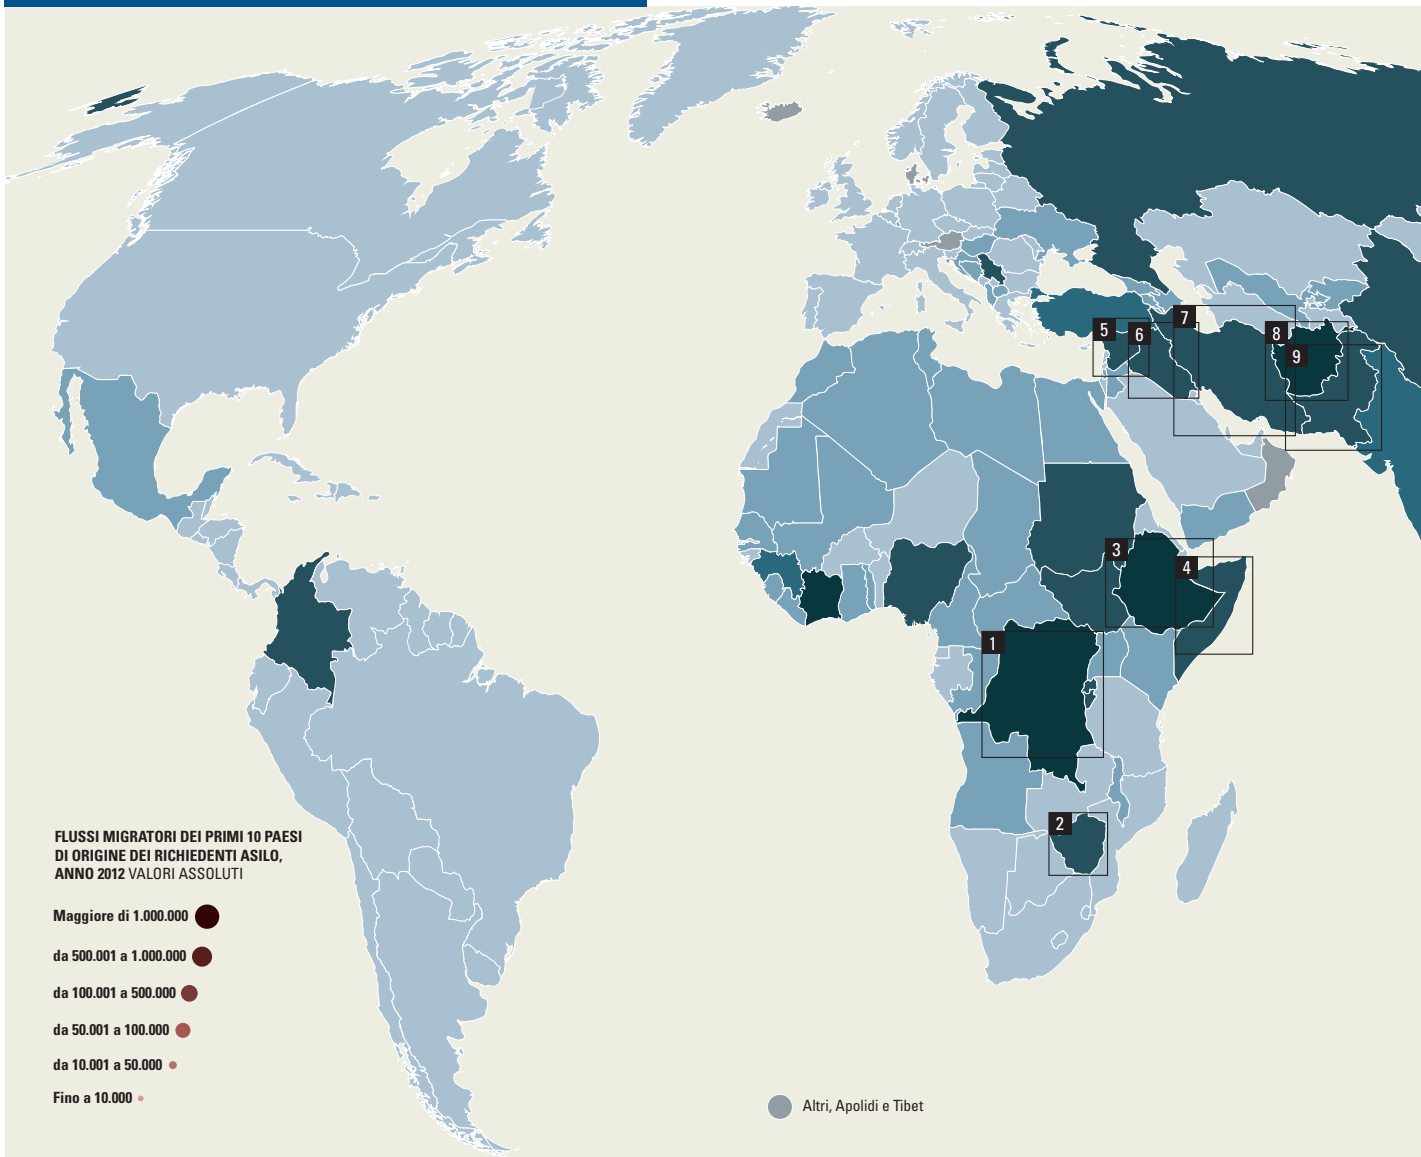 7
5
6
8
9
3
4
1
2
FLUSSI MIGRATORI DEI PRIMI 10 PAESI
DI ORIGINE DEI RICHIEDENTI ASILO,
ANNO 2012 VALORI ASSOLUTI
Maggiore di 1.000.000
da 500.001 a 1.000.000
da 100.001 a 500.000
da 50.001 a 100.000
da 10.001 a 50.000
Fino a 10.000
Altri, Apolidi e Tibet